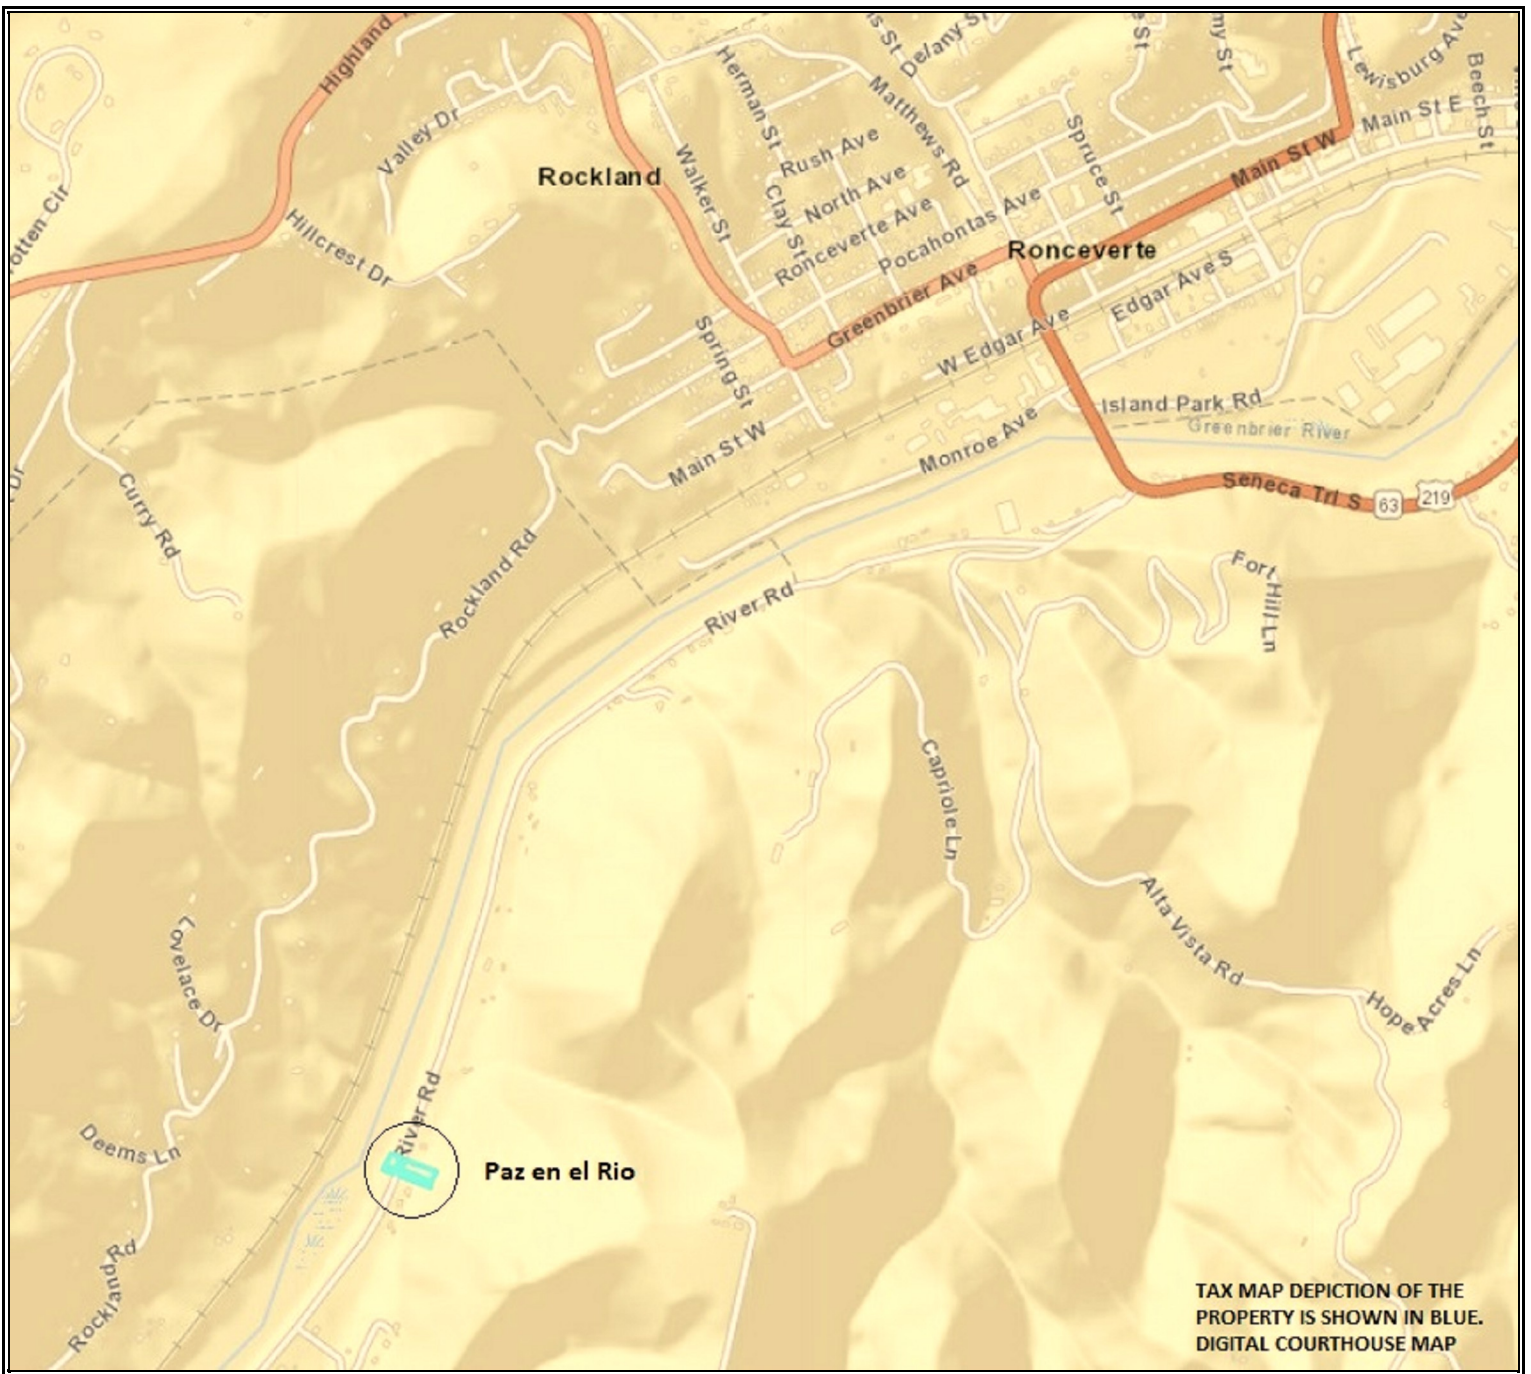 Highland
Delany St
Lewisburg Ave
Beech St
Main St E
Herman St
Matthews Rd
Valley Dr
Rush Ave
Spruce St
Main St W
Walker St
Rockland
Clay St
North Ave
Ronceverte Ave
Pocahontas Ave
Hillcrest Dr
Ronceverte
Greenbrier Ave
Edgar Ave S
W Edgar Ave
Spring St
Island Park Rd
Greenbrier River
Main St W
Monroe Ave
Seneca Trl S
63
219
Curry Rd
Rockland Rd
River Rd
Fort Hill Ln
Capriole Ln
Alta Vista Rd
Hope Acres Ln
Lovelace Dr
River Rd
Deems Ln
Paz en el Rio
Rockland Rd
TAX MAP DEPICTION OF THE
PROPERTY IS SHOWN IN BLUE.
DIGITAL COURTHOUSE MAP